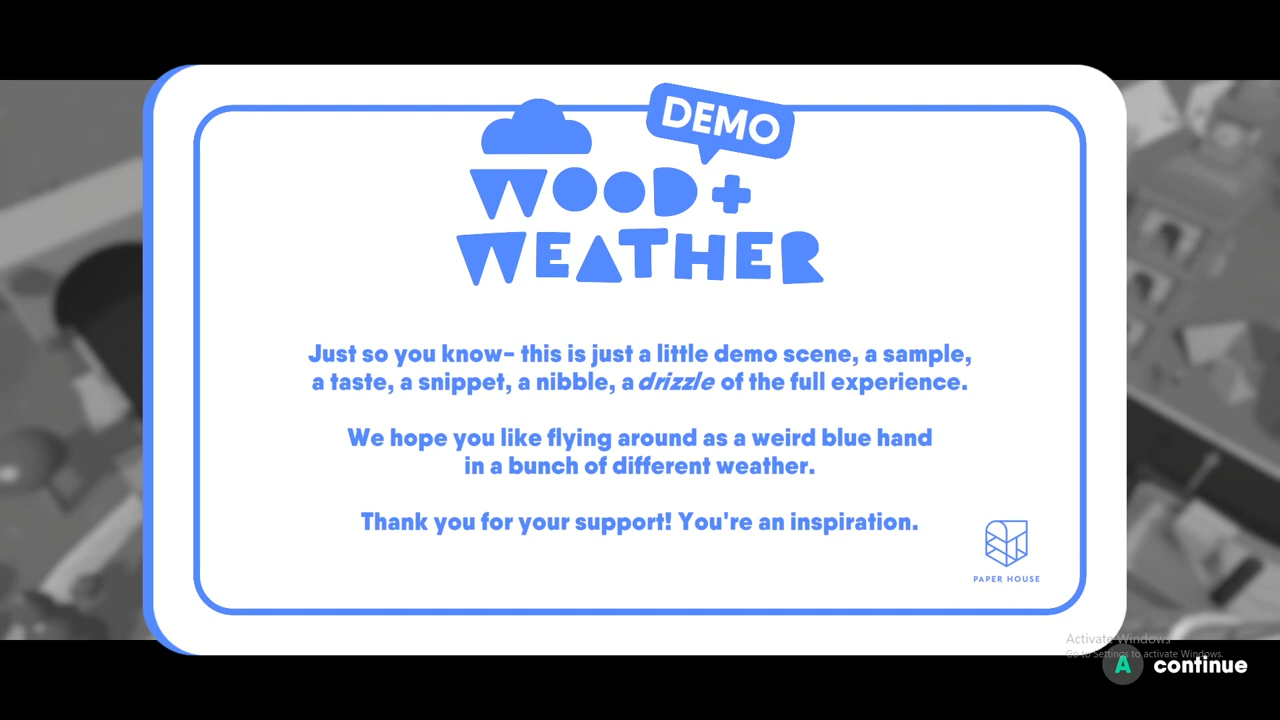 DEMO
WOOD +
WEATHER
Just so you know- this is just a little demo scene, a sample,
a taste, a snippet, a nibble, a drizzle of the full experience.
We hope you like flying around as a weird blue hand
in a bunch of different weather.
Thank you for your support! You're an inspiration.
PAPER HOUSE
Activate Windows
Go to Settings to activate Windows.
A continue